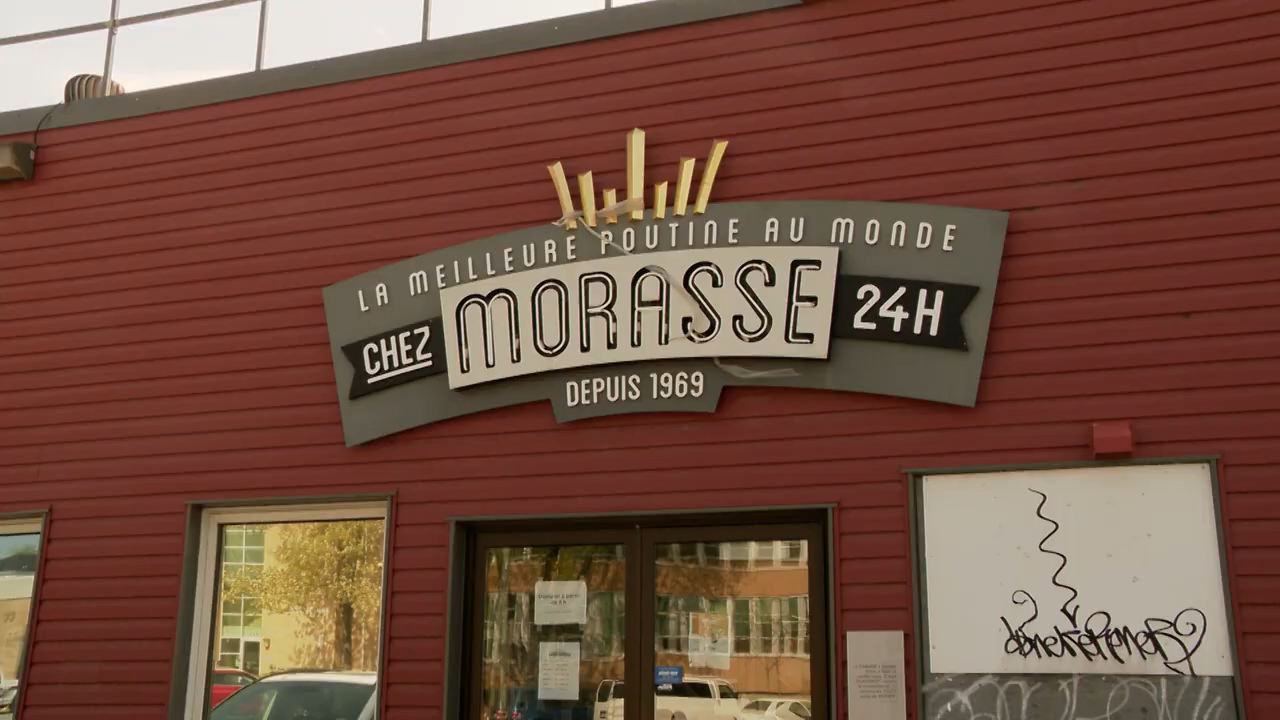 LA MEILLEURE POUTINE AU MONDE
CHEZ
MORASSE
24H
DEPUIS 1969